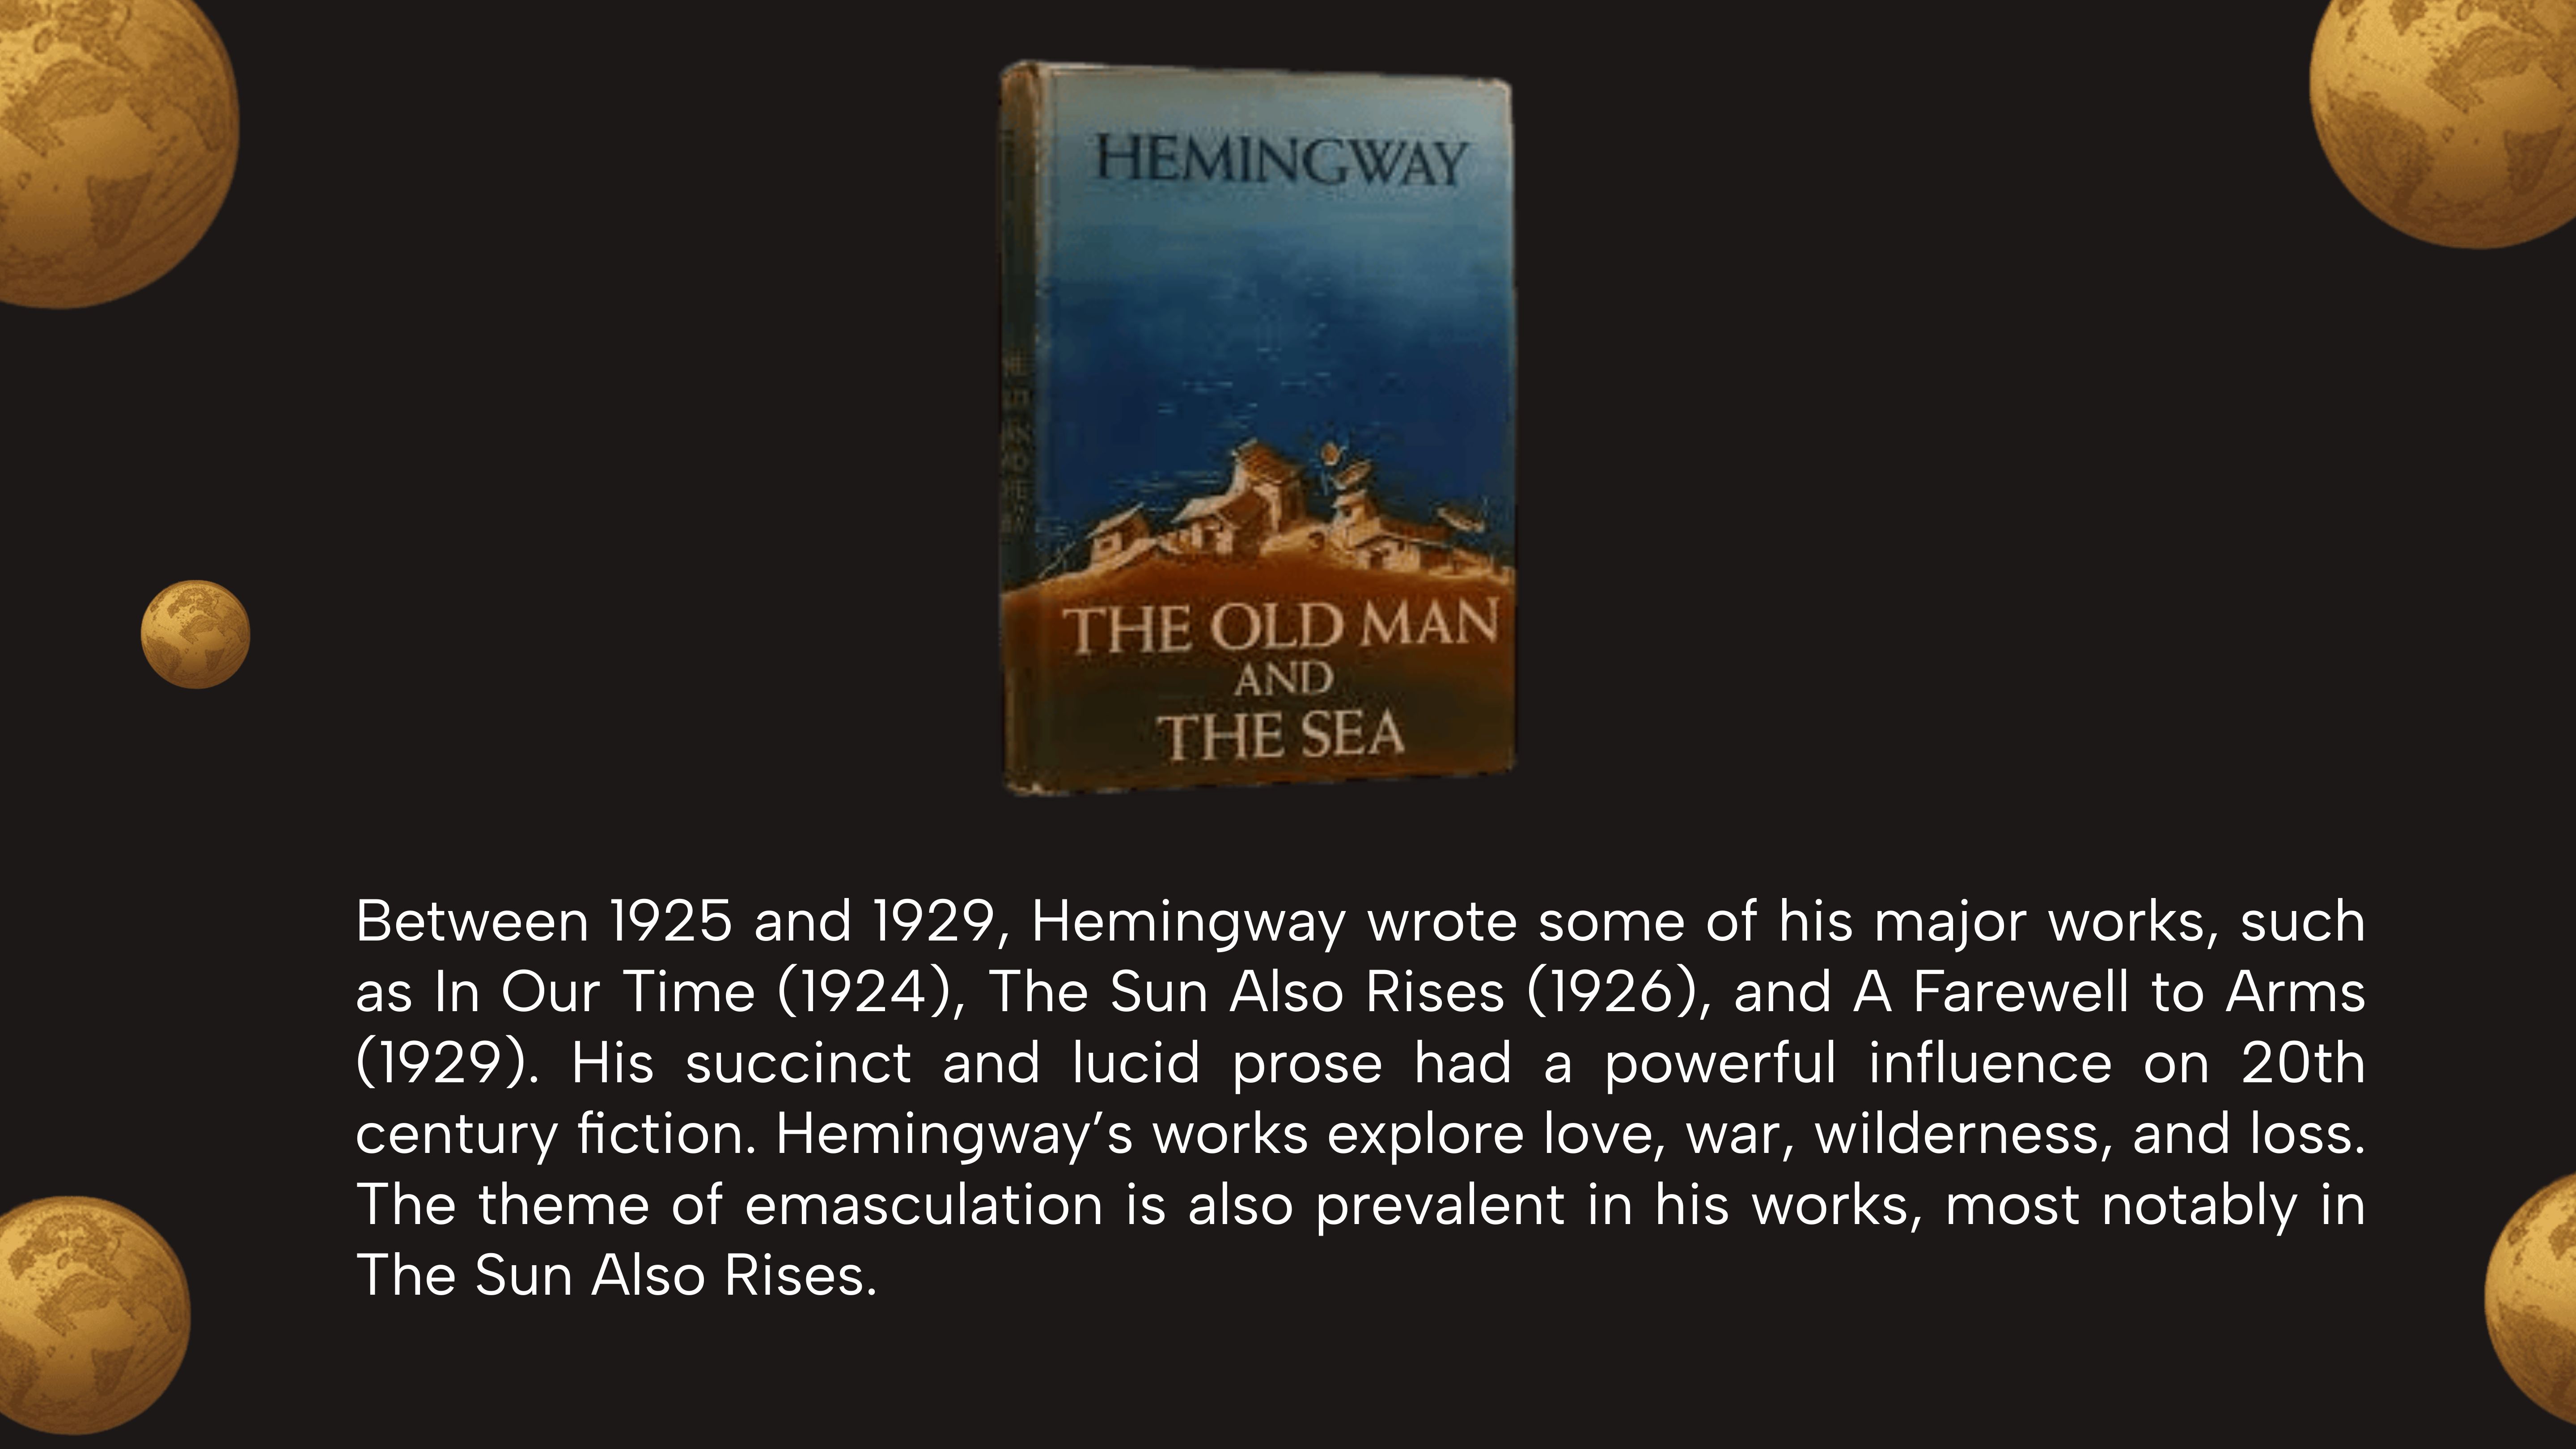 HEMINGWAY
THE OLD MAN
AND
THE SEA
Between 1925 and 1929, Hemingway wrote some of his major works, such
as In Our Time (1924), The Sun Also Rises (1926), and A Farewell to Arms
(1929). His succinct and lucid prose had a powerful influence on 20th
century fiction. Hemingway’s works explore love, war, wilderness, and loss.
The theme of emasculation is also prevalent in his works, most notably in
The Sun Also Rises.